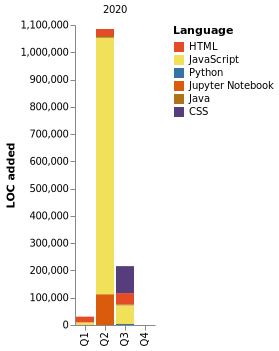 2020
1,100,000
1,000,000
900,000
800,000
700,000
600,000
500,000
400,000
300,000
200,000
100,000
0
LOC added
Q1 Q2 Q3 Q4
Language
HTML
JavaScript
Python
Jupyter Notebook
Java
CSS